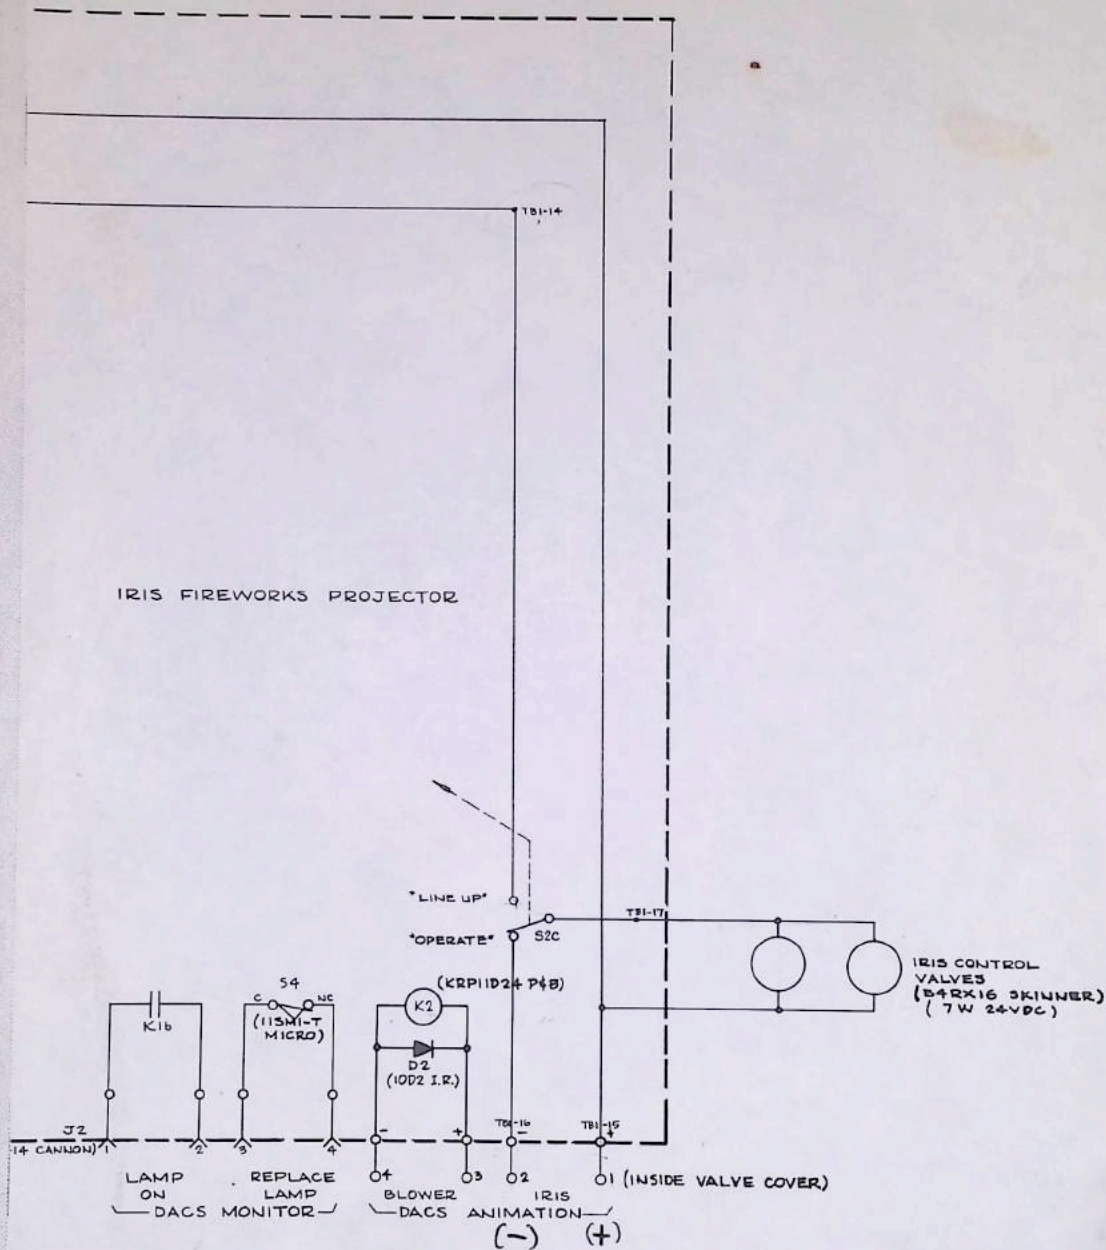 TB1-14
IRIS FIREWORKS PROJECTOR
"LINE UP"
TB1-17
"OPERATE"
S2C
IRIS CONTROL
VALVES
(B4RX16 SKINNER)
( 7W 24VDC)
S4
(KRP11D24 P&B)
C
NC
K2
K1b
(11SM1-T
MICRO)
D2
(10D2 I.R.)
J2
TB1-16
TB1-15
-
+
-
+
-14 CANNON)
1
2
3
4
4
3
2
1 (INSIDE VALVE COVER)
LAMP
ON
REPLACE
LAMP
DACS MONITOR
BLOWER
IRIS
DACS ANIMATION
(-)
(+)